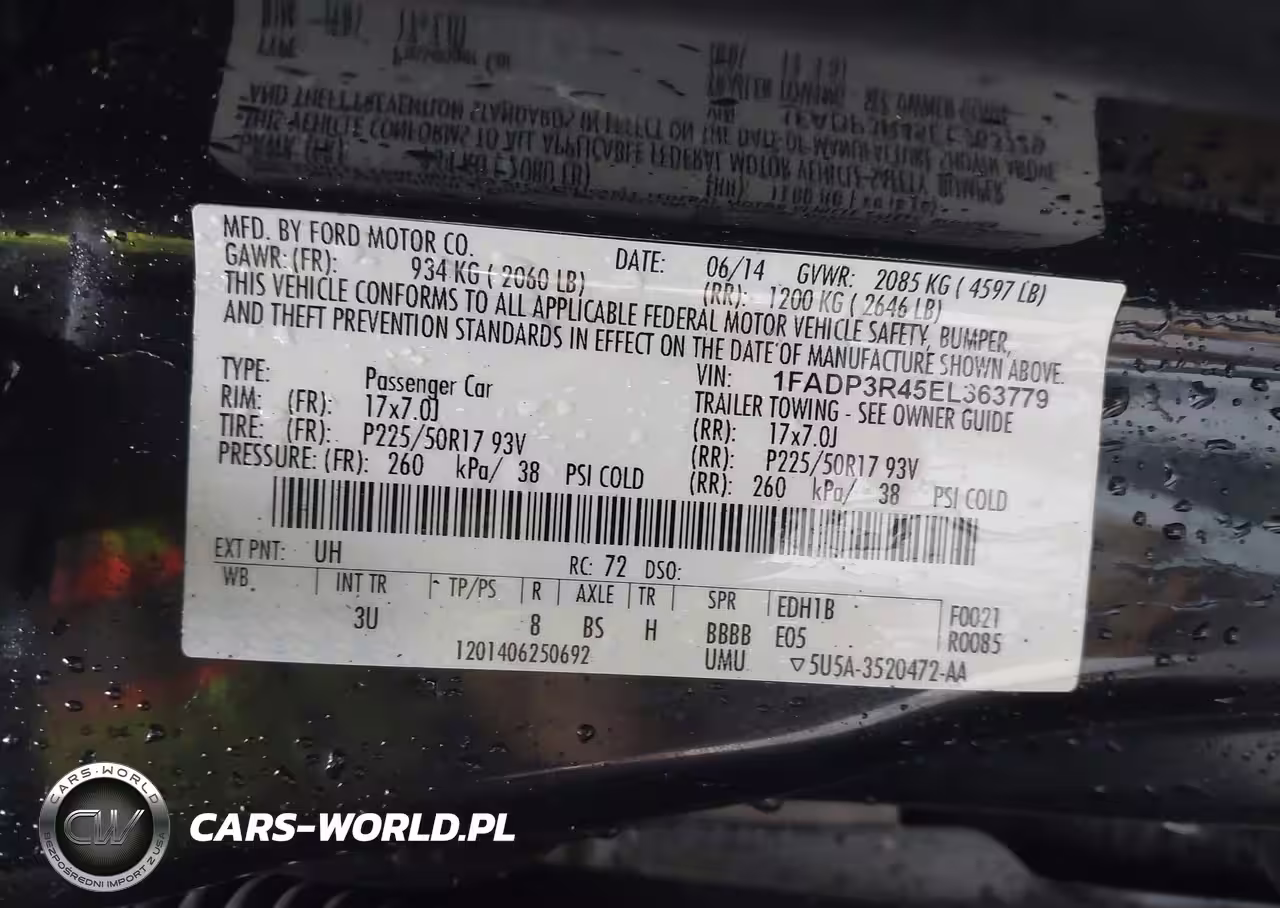 MFD. BY FORD MOTOR CO. DATE: 06/14 GVWR: 2085 KG ( 4597 LB)
GAWR: (FR): 934 KG ( 2060 LB) (RR): 1200 KG ( 2646 LB)
THIS VEHICLE CONFORMS TO ALL APPLICABLE FEDERAL MOTOR VEHICLE SAFETY, BUMPER,
AND THEFT PREVENTION STANDARDS IN EFFECT ON THE DATE OF MANUFACTURE SHOWN ABOVE.
VIN: 1FADP3R45EL363779
TYPE: Passenger Car TRAILER TOWING - SEE OWNER GUIDE
RIM: (FR): 17x7.0J (RR): 17x7.0J
TIRE: (FR): P225/50R17 93V (RR): P225/50R17 93V
PRESSURE: (FR): 260 kPa/ 38 PSI COLD (RR): 260 kPa/ 38 PSI COLD
EXT PNT: UH RC: 72 DSO:
WB INT TR TP/PS R AXLE TR SPR EDH1B F0021
3U 8 BS H BBBB E05 R0085
1201406250692 UMU ▽5U5A-3520472-AA
CARS-WORLD
CW
BEZPOŚREDNI IMPORT Z USA
CARS-WORLD.PL